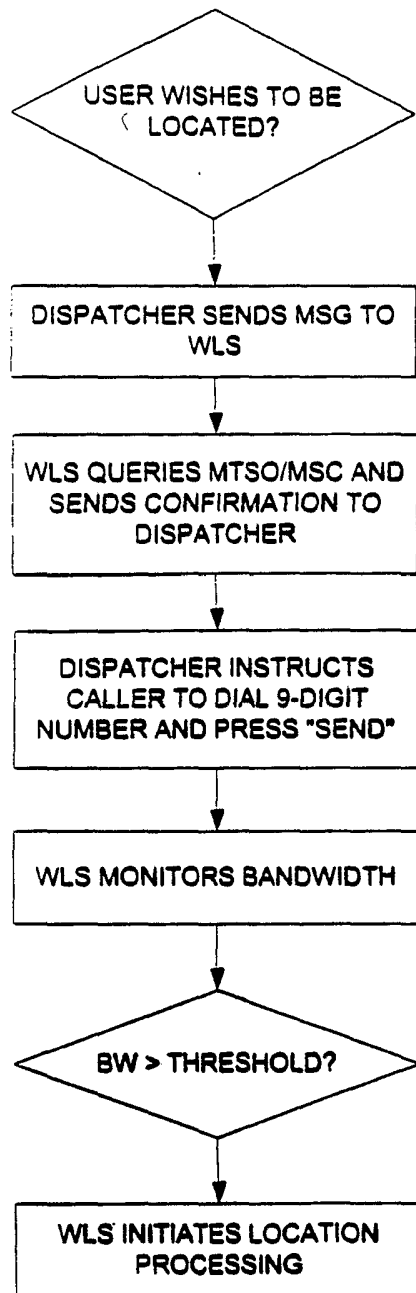 USER WISHES TO BE
LOCATED?
DISPATCHER SENDS MSG TO
WLS
WLS QUERIES MTSO/MSC AND
SENDS CONFIRMATION TO
DISPATCHER
DISPATCHER INSTRUCTS
CALLER TO DIAL 9-DIGIT
NUMBER AND PRESS "SEND"
WLS MONITORS BANDWIDTH
BW > THRESHOLD?
WLS INITIATES LOCATION
PROCESSING